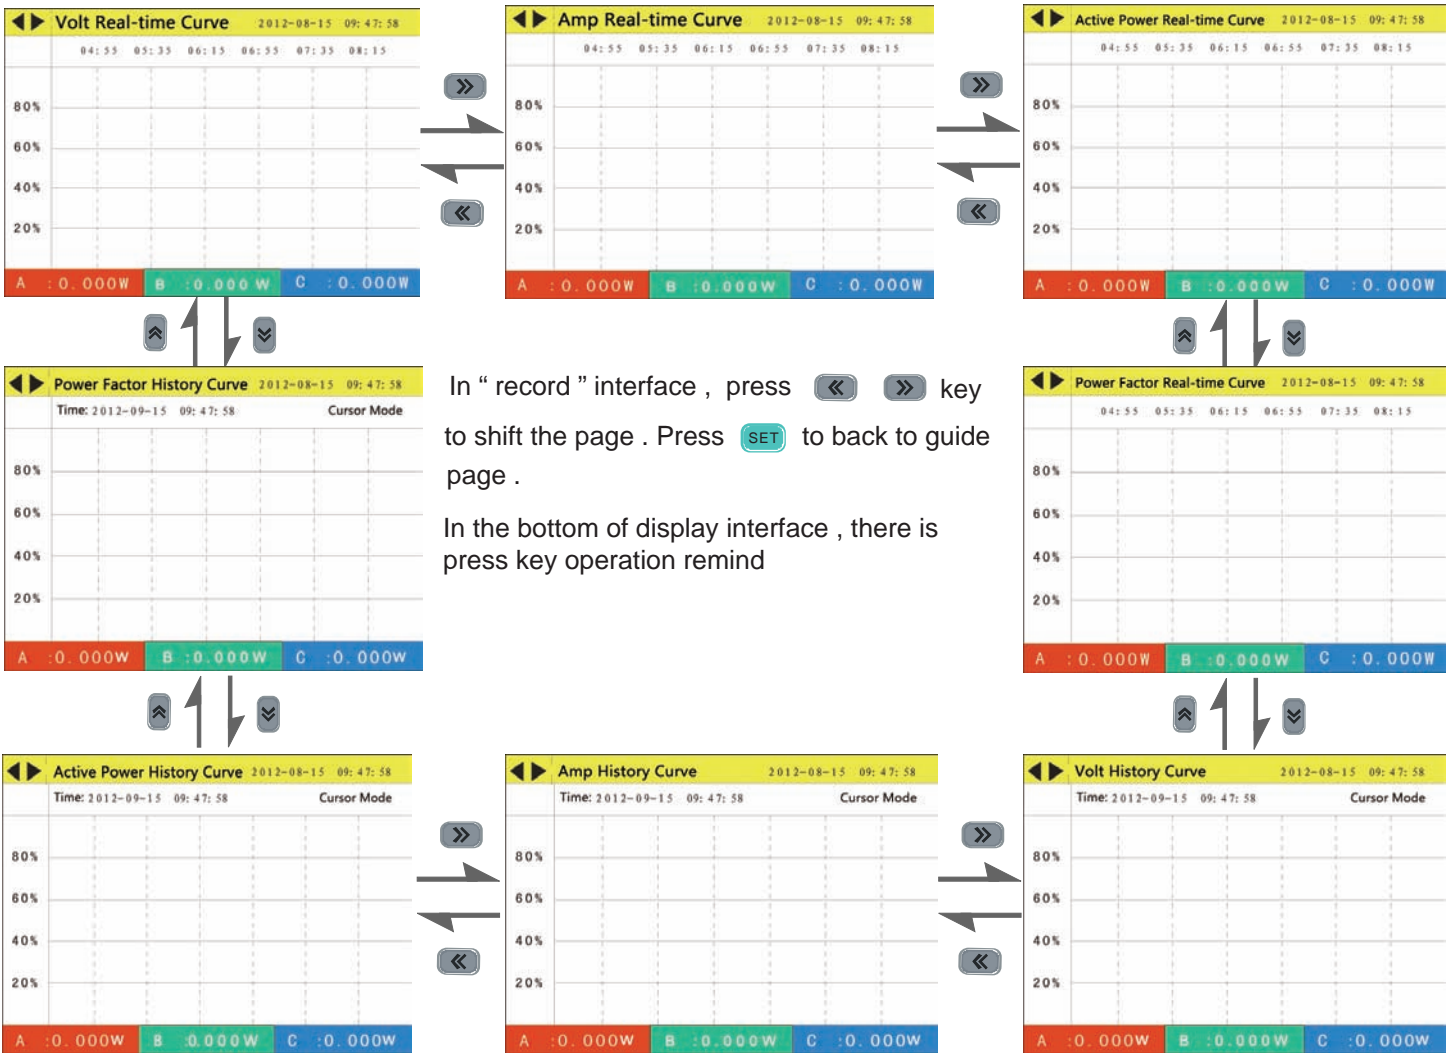 Volt Real-time Curve 2012-08-15 09:47:58
04:55 05:35 06:15 06:55 07:35 08:15
80%
60%
40%
20%
A :0.000W B :0.000W C :0.000W
Amp Real-time Curve 2012-08-15 09:47:58
04:55 05:35 06:15 06:55 07:35 08:15
80%
60%
40%
20%
A :0.000W B :0.000W C :0.000W
Active Power Real-time Curve 2012-08-15 09:47:58
04:55 05:35 06:15 06:55 07:35 08:15
80%
60%
40%
20%
A :0.000W B :0.000W C :0.000W
Power Factor History Curve 2012-08-15 09:47:58
Time: 2012-09-15 09:47:58 Cursor Mode
80%
60%
40%
20%
A :0.000W B :0.000W C :0.000W
In “ record ” interface , press key
to shift the page . Press SET to back to guide
page .
In the bottom of display interface , there is
press key operation remind
Power Factor Real-time Curve 2012-08-15 09:47:58
04:55 05:35 06:15 06:55 07:35 08:15
80%
60%
40%
20%
A :0.000W B :0.000W C :0.000W
Active Power History Curve 2012-08-15 09:47:58
Time: 2012-09-15 09:47:58 Cursor Mode
80%
60%
40%
20%
A :0.000W B :0.000W C :0.000W
Amp History Curve 2012-08-15 09:47:58
Time: 2012-09-15 09:47:58 Cursor Mode
80%
60%
40%
20%
A :0.000W B :0.000W C :0.000W
Volt History Curve 2012-08-15 09:47:58
Time: 2012-09-15 09:47:58 Cursor Mode
80%
60%
40%
20%
A :0.000W B :0.000W C :0.000W